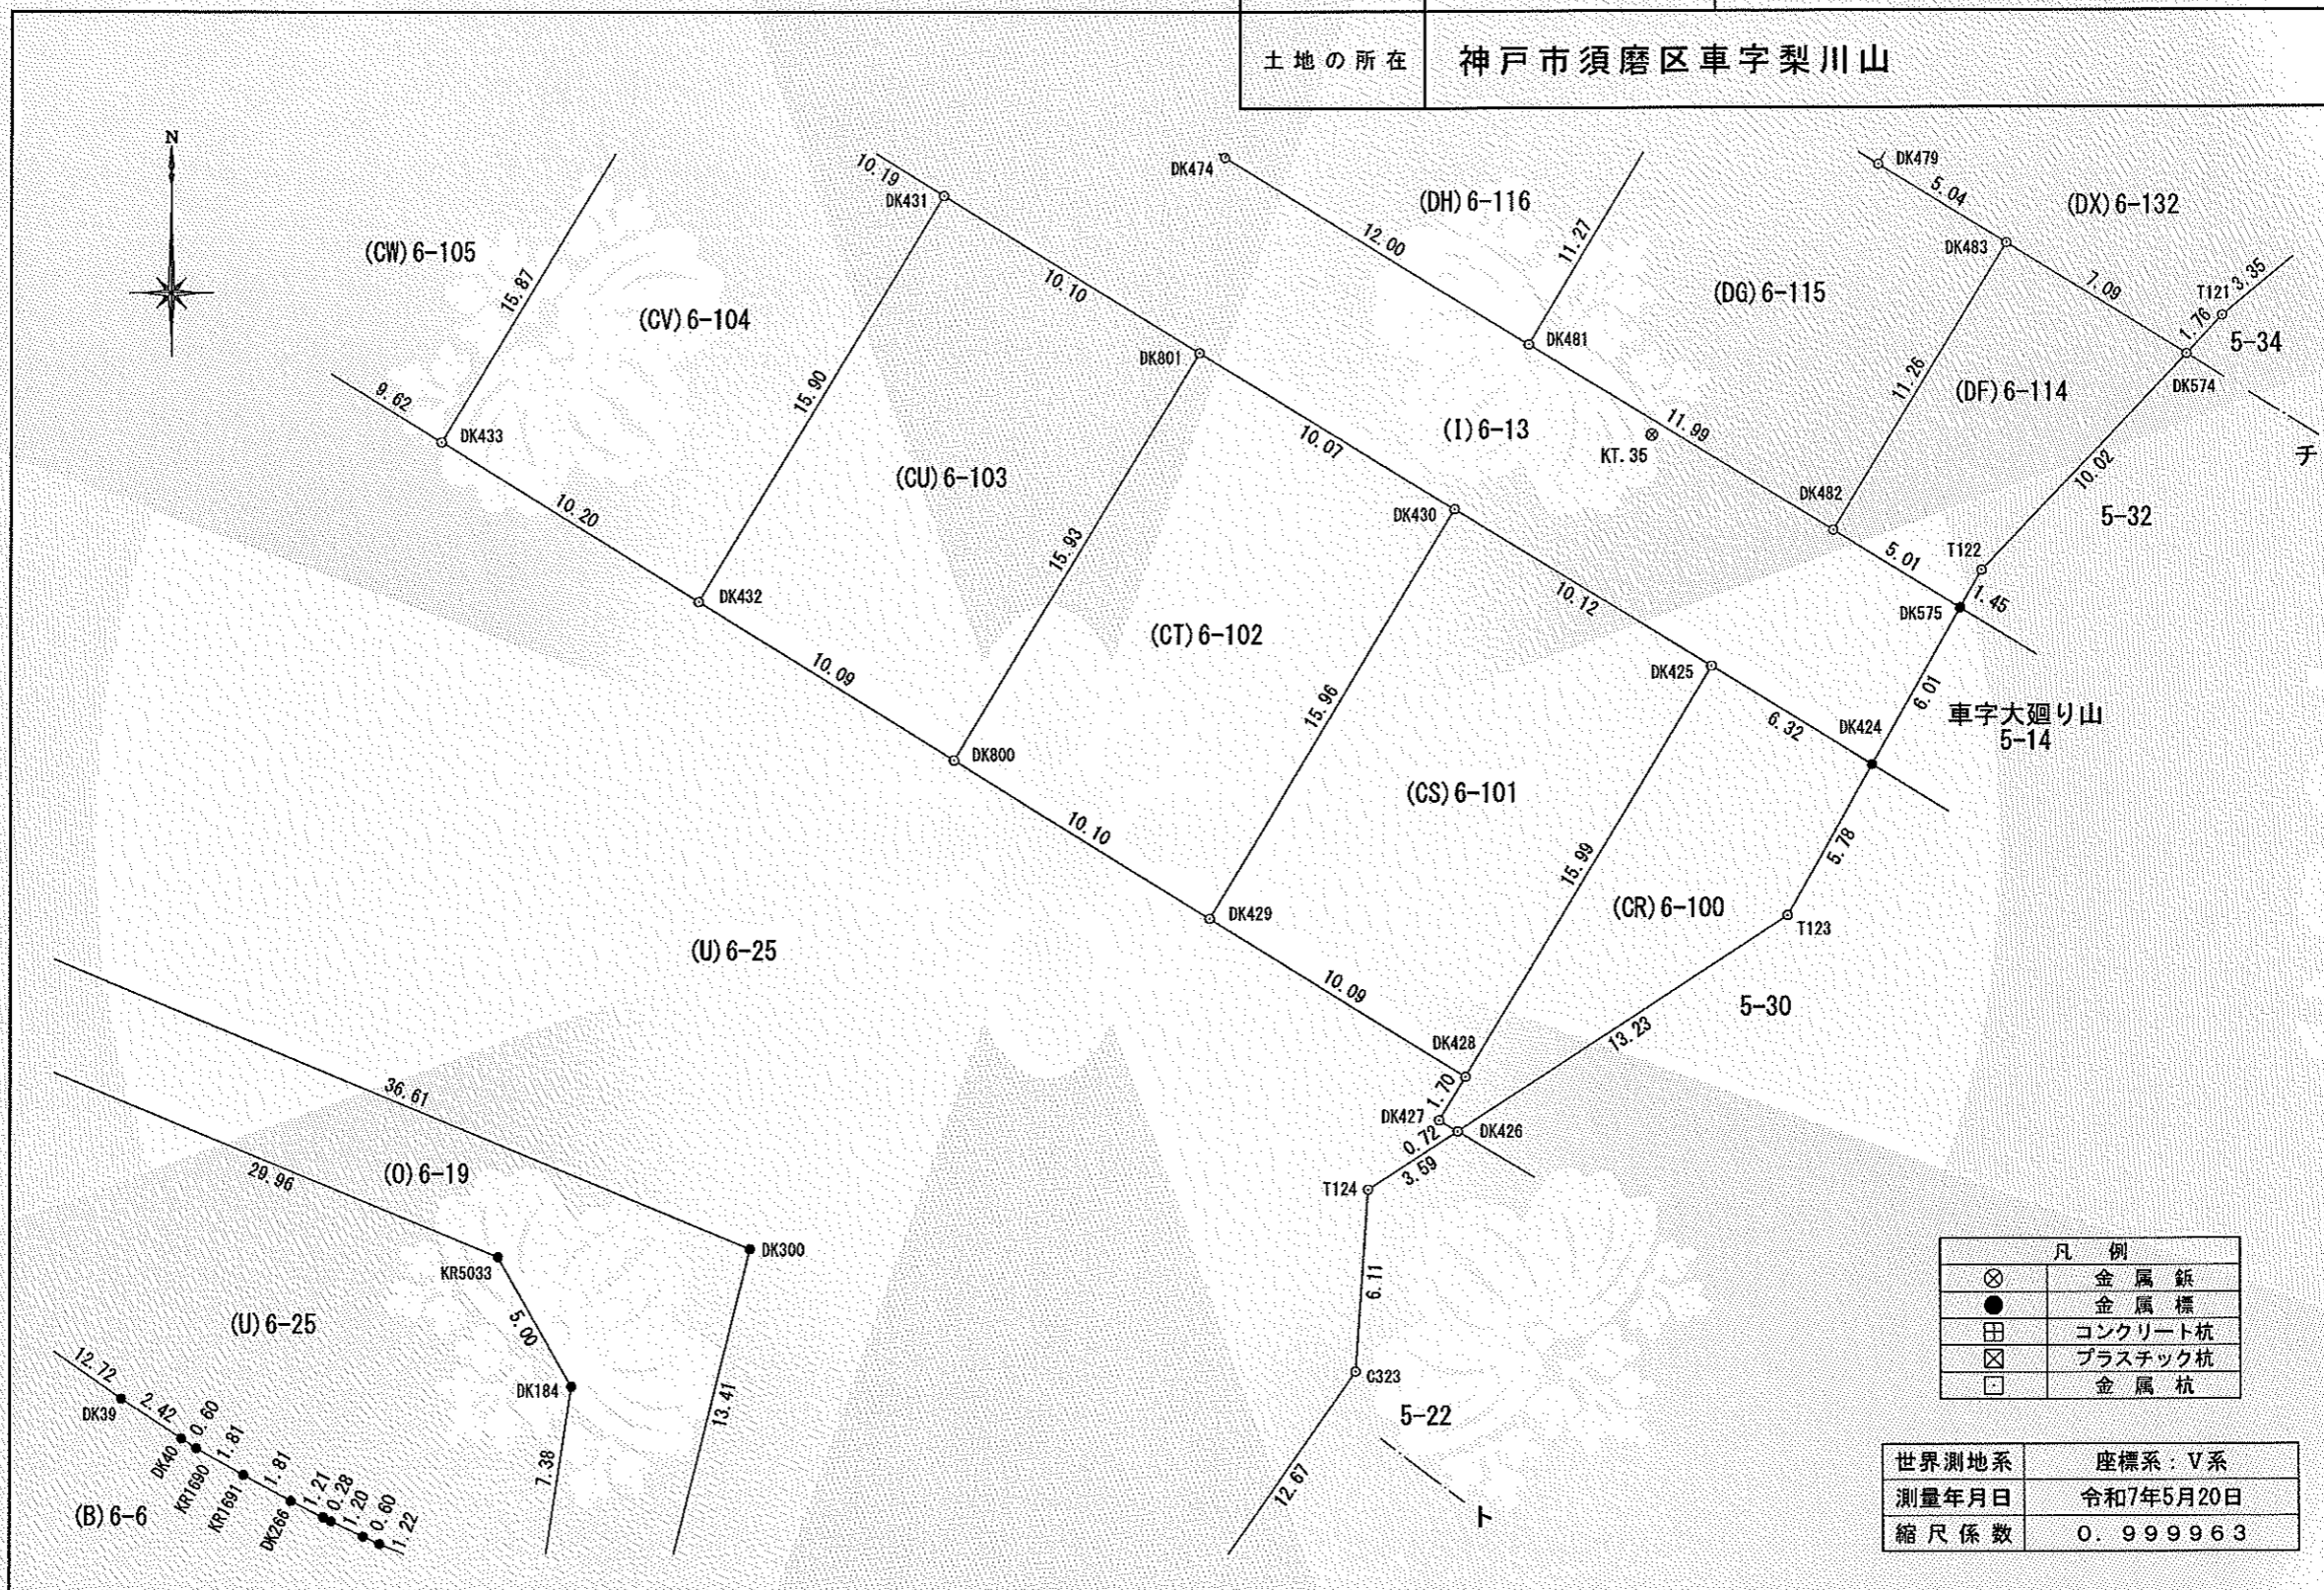 土地の所在 神戸市須磨区車字梨川山
N
10.19
DK431
DK474
(DH)6-116
DK479
5.04
(DX)6-132
(CW)6-105
15.87
(CV)6-104
10.10
12.00
11.27
DK483
7.09
T121
3.35
(DG)6-115
1.76
5-34
DK801
DK481
DK574
15.90
11.26
(DF)6-114
9.62
DK433
10.07
(I)6-13
11.99
KT.35
チ
(CU)6-103
10.02
10.20
DK430
DK482
5-32
15.93
5.01
T122
DK432
10.12
1.45
DK575
(CT)6-102
10.09
DK425
15.96
6.01
6.32
DK424
車字大廻り山
5-14
DK800
(CS)6-101
10.10
5.78
15.99
(CR)6-100
DK429
T123
(U)6-25
10.09
5-30
13.23
DK428
36.61
1.70
DK427
0.72
DK426
29.96
(O)6-19
3.59
T124
DK300
KR5033
6.11
(U)6-25
5.00
12.72
DK184
C323
DK39
2.42
0.60
13.41
5-22
1.81
DK40
1.81
7.38
KR1690
1.21
0.28
12.67
KR1691
1.20
(B)6-6
DK266
0.60
1.22
ト
凡 例
金属鋲
金属標
コンクリート杭
プラスチック杭
金属杭
世界測地系 座標系：Ⅴ系
測量年月日 令和7年5月20日
縮尺係数 0.999963